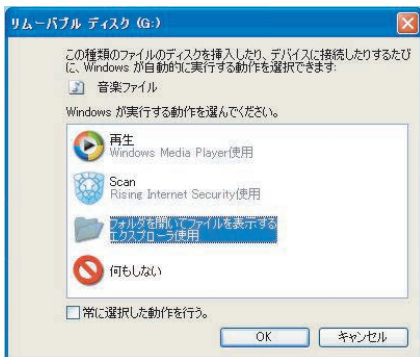 リムーバブル ディスク (G:)
この種類のファイルのディスクを挿入したり、デバイスに接続したりするたび
に、Windows が自動的に実行する動作を選択できます:
音楽ファイル
Windows が実行する動作を選んでください。
再生
Windows Media Player使用
Scan
Rising Internet Security使用
フォルダを開いてファイルを表示する
エクスプローラ使用
何もしない
常に選択した動作を行う。
OK
キャンセル